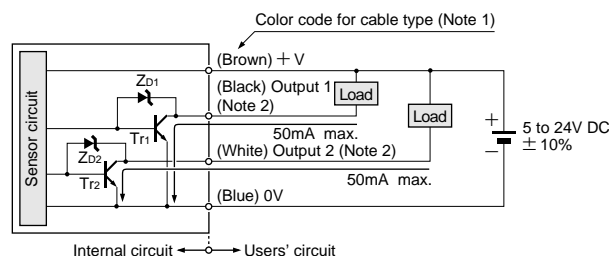 Color code for cable type (Note 1)
(Brown) + V
ZD1
(Black) Output 1
(Note 2)
Load
Load
Sensor circuit
Tr1
50mA max.
5 to 24V DC
± 10%
+
−
ZD2
(White) Output 2 (Note 2)
Tr2
50mA max.
(Blue) 0V
Internal circuit
Users' circuit